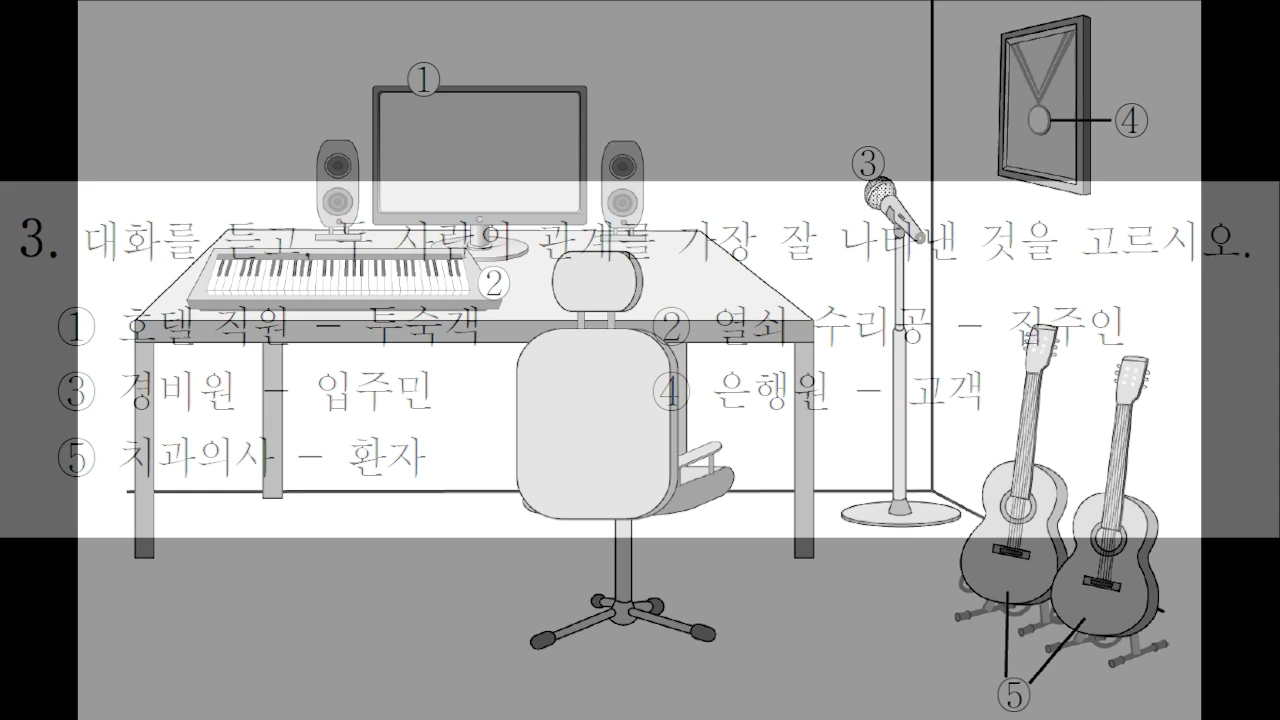 ①
④
③
3. 대화를 듣고, 두 사람의 관계를 가장 잘 나타낸 것을 고르시오.
②
① 호텔 직원 － 투숙객 ② 열쇠 수리공 － 집주인
③ 경비원 － 입주민 ④ 은행원 － 고객
⑤ 치과의사 － 환자
⑤